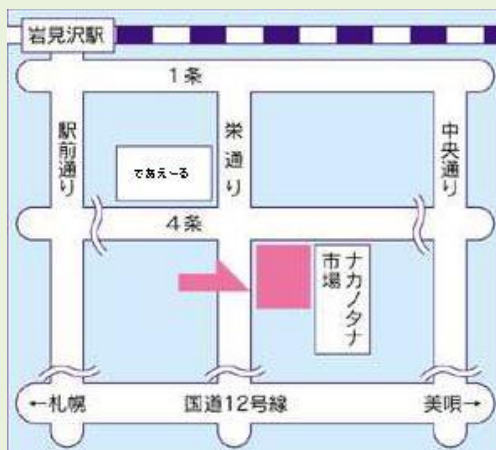 岩見沢駅
1条
駅前通り
栄通り
中央通り
であえーる
4条
ナカノタナ
市場
←札幌
国道12号線
美唄→